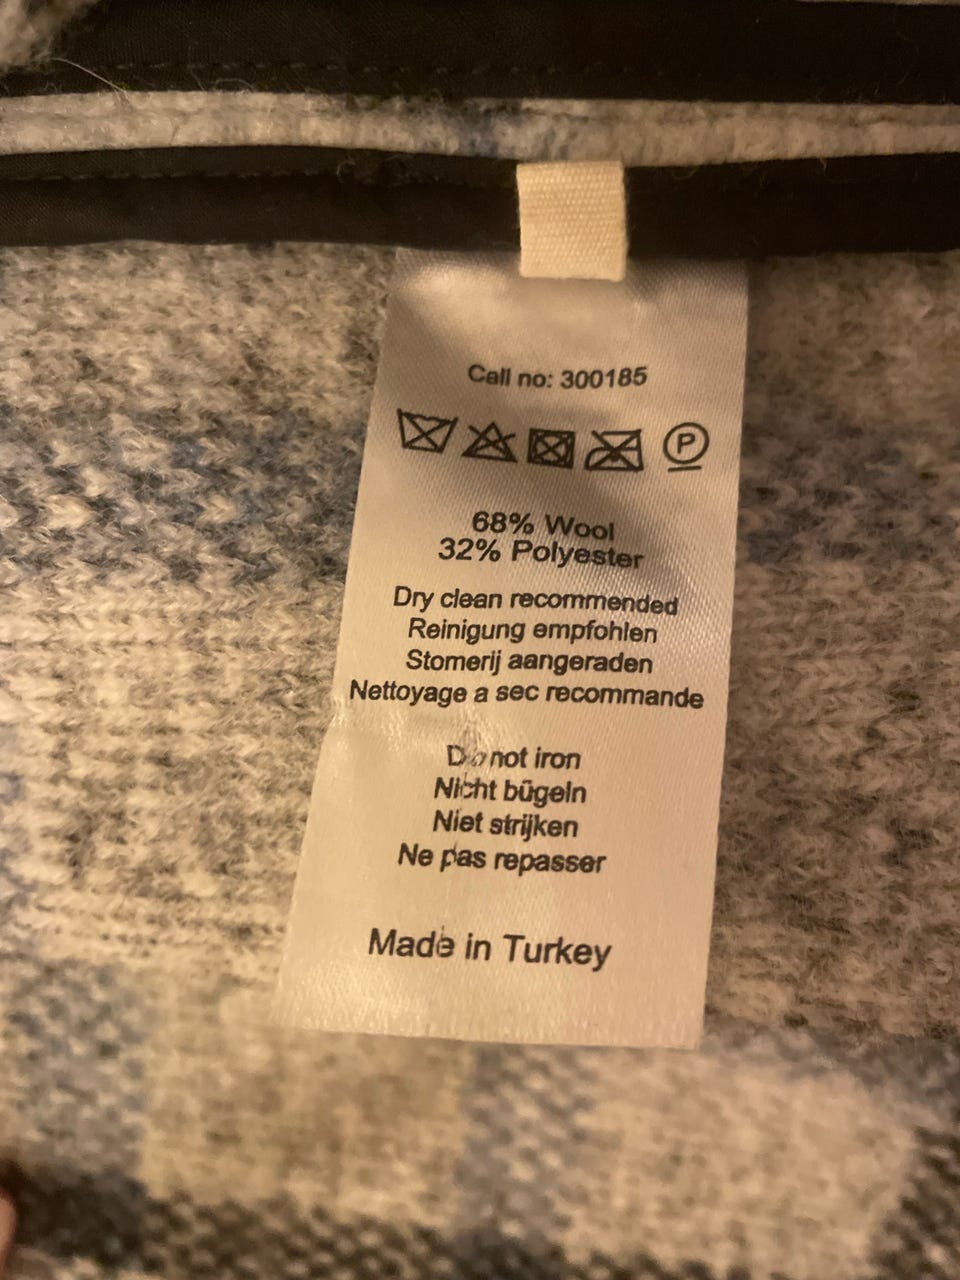 Call no: 300185
P
68% Wool
32% Polyester
Dry clean recommended
Reinigung empfohlen
Stomerij aangeraden
Nettoyage a sec recommande
Do not iron
Nicht bügeln
Niet strijken
Ne pas repasser
Made in Turkey